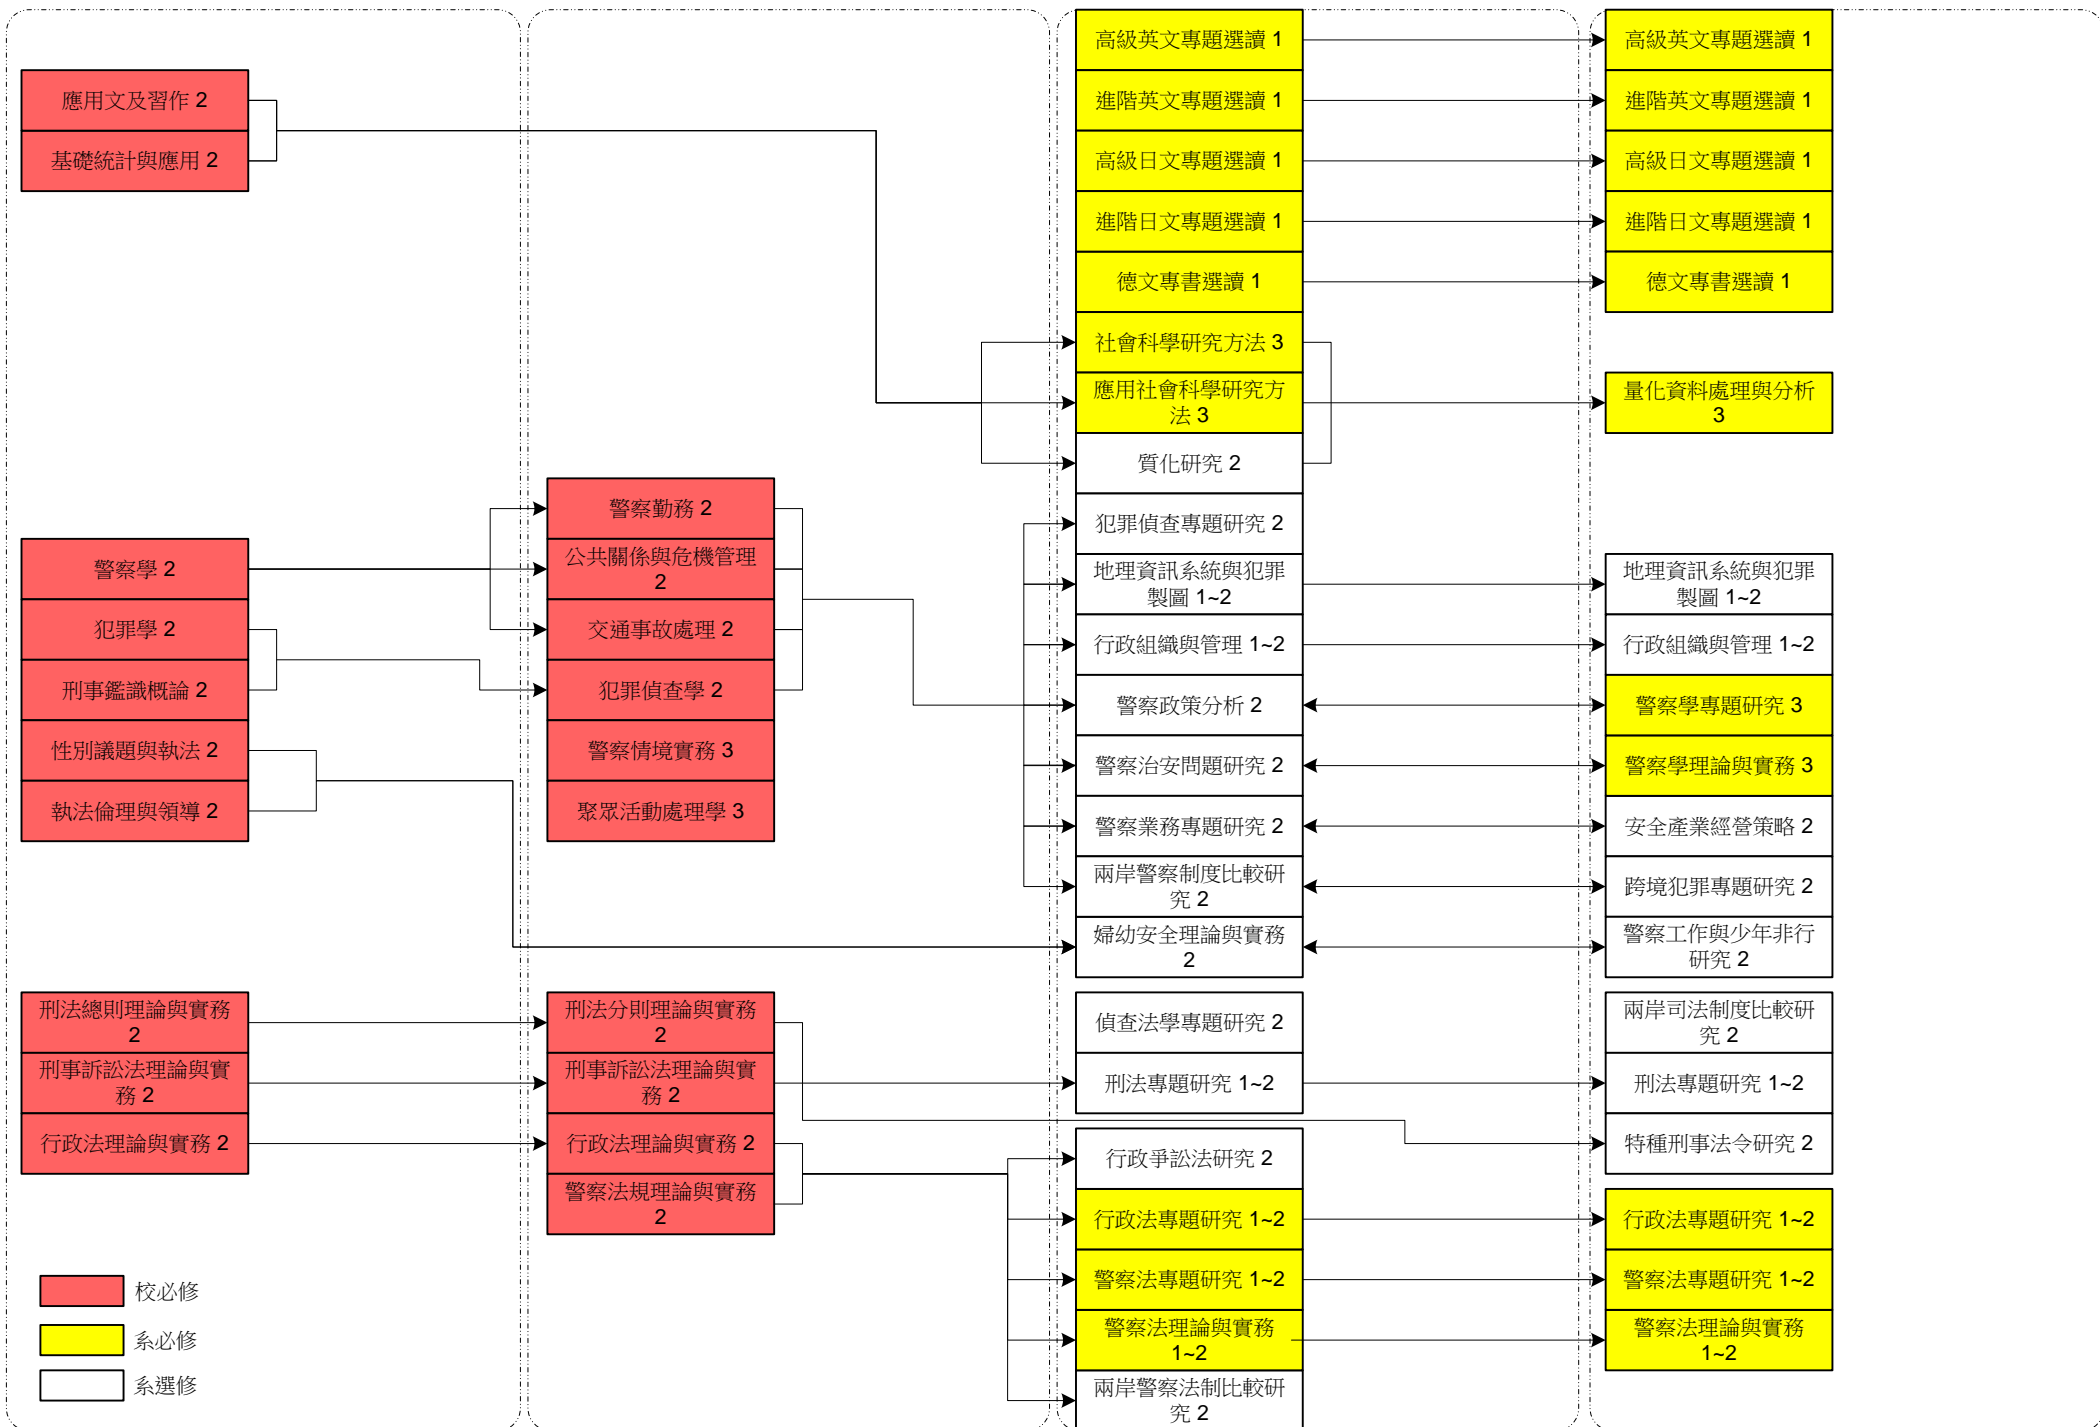 應用文及習作 2
基礎統計與應用 2
警察學 2
犯罪學 2
刑事鑑識概論 2
性別議題與執法 2
執法倫理與領導 2
刑法總則理論與實務
2
刑事訴訟法理論與實
務 2
行政法理論與實務 2
校必修
系必修
系選修
警察勤務 2
公共關係與危機管理
2
交通事故處理 2
犯罪偵查學 2
警察情境實務 3
聚眾活動處理學 3
刑法分則理論與實務
2
刑事訴訟法理論與實
務 2
行政法理論與實務 2
警察法規理論與實務
2
高級英文專題選讀 1
進階英文專題選讀 1
高級日文專題選讀 1
進階日文專題選讀 1
德文專書選讀 1
社會科學研究方法 3
應用社會科學研究方
法 3
質化研究 2
犯罪偵查專題研究 2
地理資訊系統與犯罪
製圖 1~2
行政組織與管理 1~2
警察政策分析 2
警察治安問題研究 2
警察業務專題研究 2
兩岸警察制度比較研
究 2
婦幼安全理論與實務
2
偵查法學專題研究 2
刑法專題研究 1~2
行政爭訟法研究 2
行政法專題研究 1~2
警察法專題研究 1~2
警察法理論與實務
1~2
兩岸警察法制比較研
究 2
高級英文專題選讀 1
進階英文專題選讀 1
高級日文專題選讀 1
進階日文專題選讀 1
德文專書選讀 1
量化資料處理與分析
3
地理資訊系統與犯罪
製圖 1~2
行政組織與管理 1~2
警察學專題研究 3
警察學理論與實務 3
安全產業經營策略 2
跨境犯罪專題研究 2
警察工作與少年非行
研究 2
兩岸司法制度比較研
究 2
刑法專題研究 1~2
特種刑事法令研究 2
行政法專題研究 1~2
警察法專題研究 1~2
警察法理論與實務
1~2